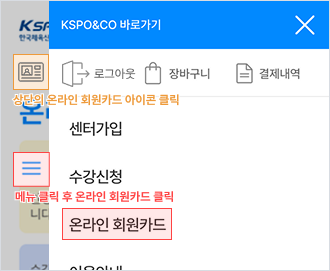 KSP
한국체육산
KSPO&CO 바로가기
로그아웃 장바구니 결제내역
상단의 온라인 회원카드 아이콘 클릭
온
센터가입
수강신청
메뉴 클릭 후 온라인 회원카드 클릭
니다
온라인 회원카드
수강